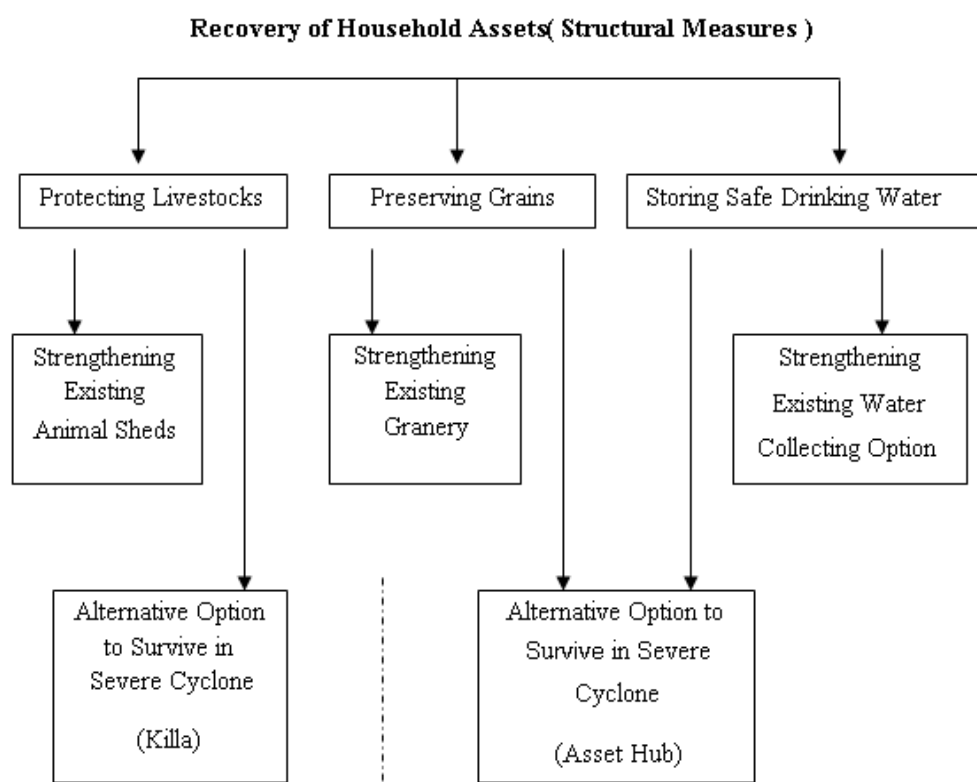 Recovery of Household Assets( Structural Measures )
Protecting Livestocks
Preserving Grains
Storing Safe Drinking Water
Strengthening
Existing
Animal Sheds
Strengthening
Existing
Granery
Strengthening
Existing Water
Collecting Option
Alternative Option
to Survive in
Severe Cyclone
(Killa)
Alternative Option to
Survive in Severe
Cyclone
(Asset Hub)